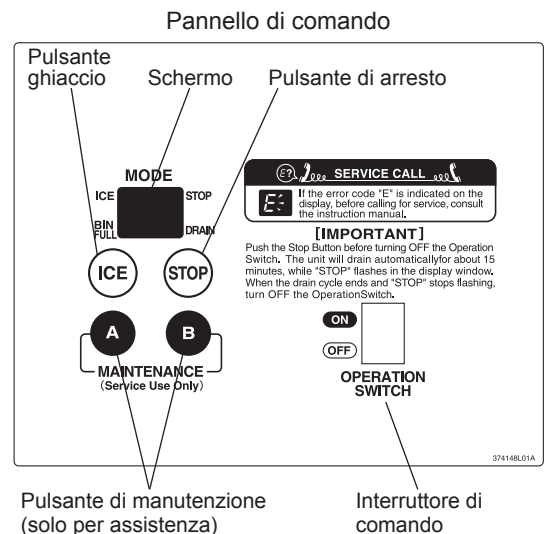 Pannello di comando
Pulsante
ghiaccio
Schermo
Pulsante di arresto
MODE
ICE
STOP
BIN
FULL
DRAIN
ICE
STOP
A
B
MAINTENANCE
(Service Use Only)
E? SERVICE CALL
E
If the error code "E" is indicated on the
display, before calling for service, consult
the instruction manual.
[IMPORTANT]
Push the Stop Button before turning OFF the Operation
Switch. The unit will drain automaticallyfor about 15
minutes, while "STOP" flashes in the display window.
When the drain cycle ends and "STOP" stops flashing,
turn OFF the OperationSwitch.
ON
OFF
OPERATION
SWITCH
374148L01A
Pulsante di manutenzione
(solo per assistenza)
Interruttore di
comando